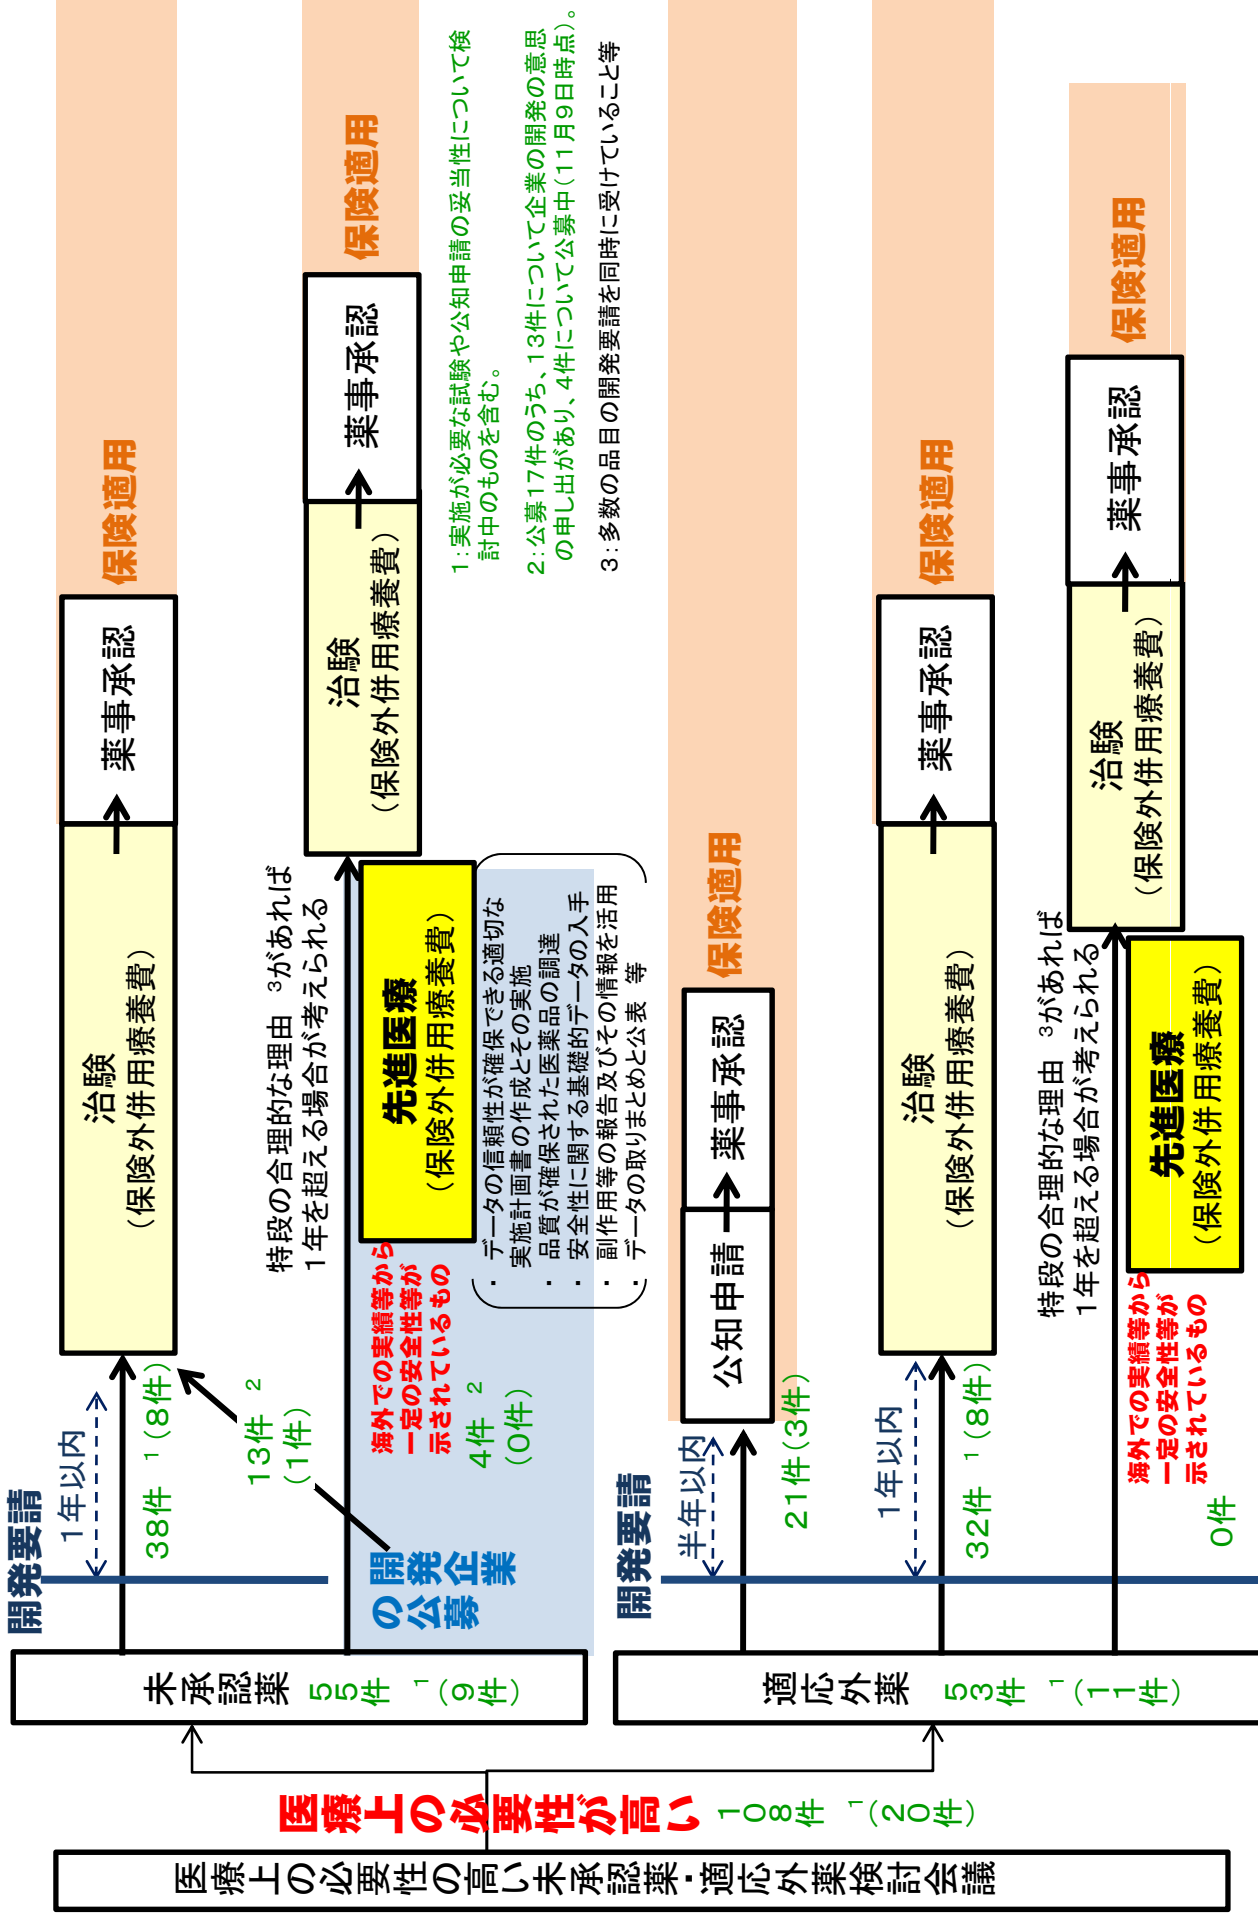 医療上の必要性の高い未承認薬・適応外薬検討会議
医療上の必要性が高い
108件 1(20件)
未承認薬 55件 1(9件)
開発要請
1年以内
38件 1(8件)
13件 2
(1件)
治験
(保険外併用療養費)
薬事承認
保険適用
特段の合理的な理由 3があれば
1年を超える場合が考えられる
開発企業
の公募
海外での実績等から
一定の安全性等が
示されているもの
4件 2
(0件)
先進医療
(保険外併用療養費)
・ データの信頼性が確保できる適切な
実施計画書の作成とその実施
・ 品質が確保された医薬品の調達
・ 安全性に関する基礎的データの入手
・ 副作用等の報告及びその情報を活用
・ データの取りまとめと公表 等
治験
(保険外併用療養費)
薬事承認
保険適用
1:実施が必要な試験や公知申請の妥当性について検
討中のものを含む。
2:公募17件のうち、13件について企業の開発の意思
の申し出があり、4件について公募中(11月9日時点)。
3:多数の品目の開発要請を同時に受けていること等
適応外薬 53件 1(11件)
開発要請
半年以内
21件(3件)
公知申請
薬事承認
保険適用
1年以内
32件 1(8件)
治験
(保険外併用療養費)
薬事承認
保険適用
特段の合理的な理由 3があれば
1年を超える場合が考えられる
海外での実績等から
一定の安全性等が
示されているもの
0件
先進医療
(保険外併用療養費)
治験
(保険外併用療養費)
薬事承認
保険適用